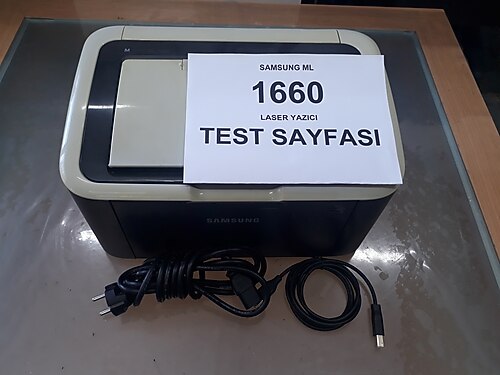 SAMSUNG ML
1660
LASER YAZICI
TEST SAYFASI
SAMSUNG